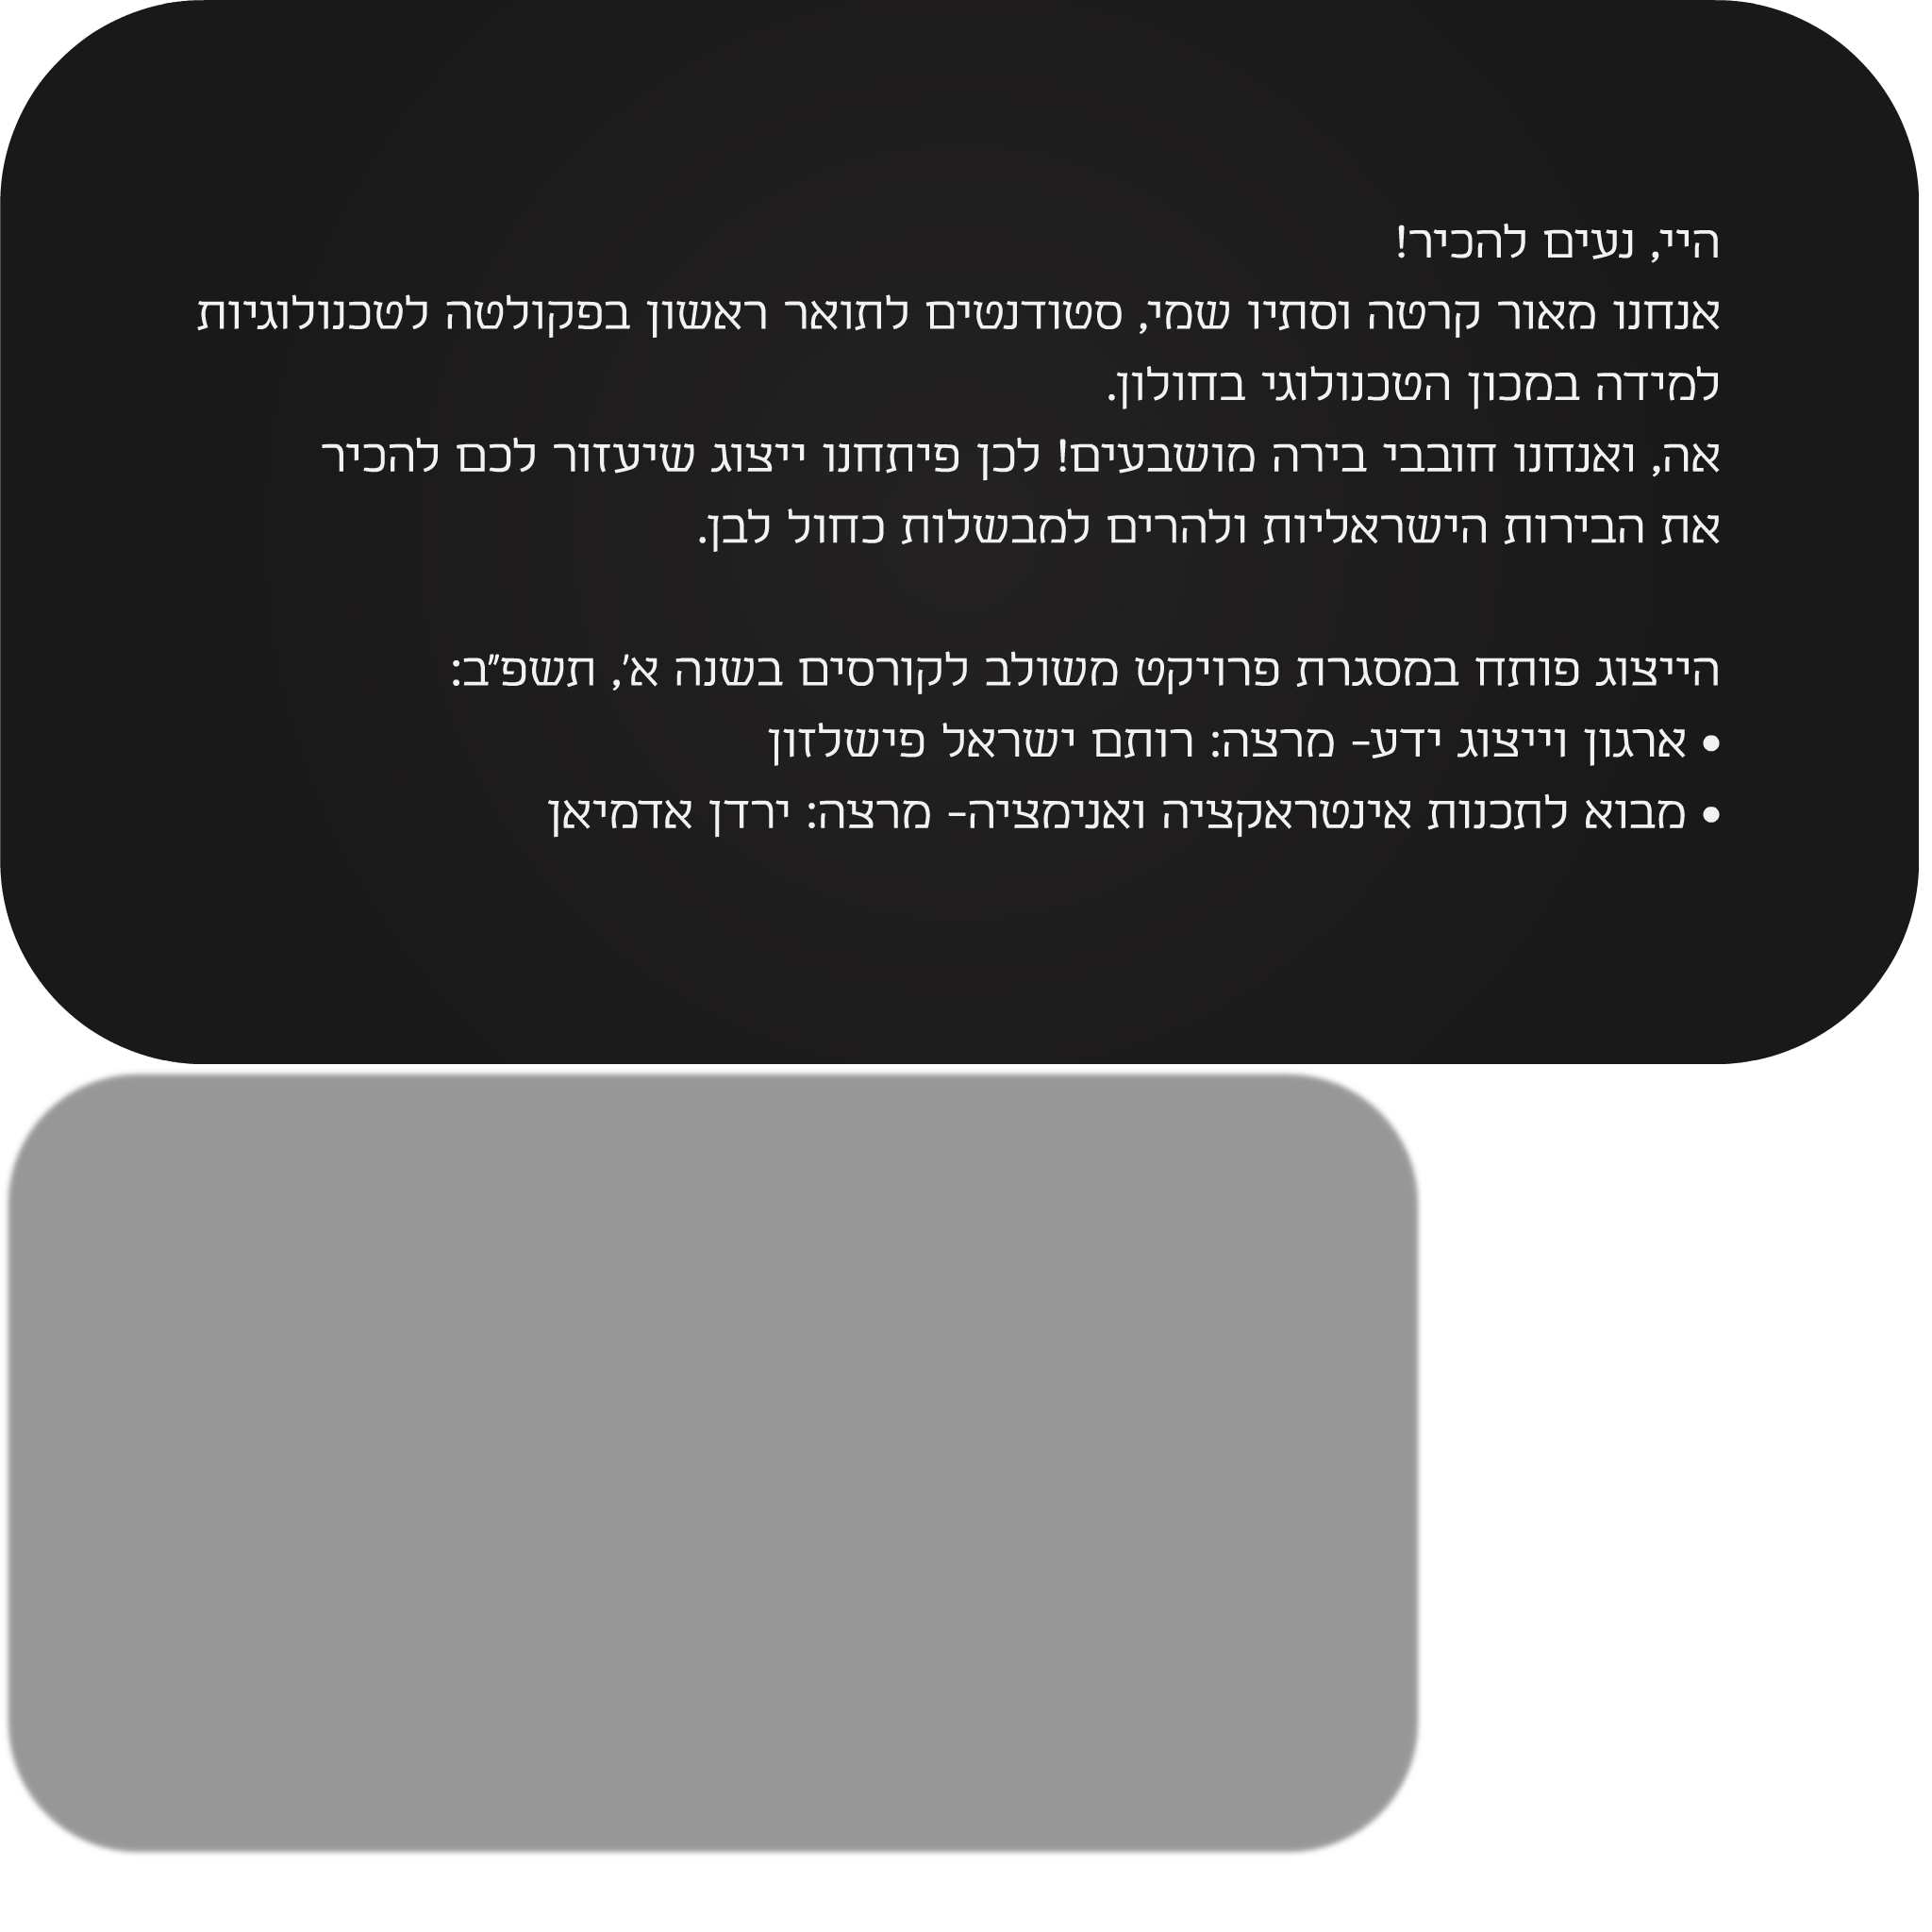 היי, נעים להכיר!
אנחנו מאור קרטה וסתיו שמי, סטודנטים לתואר ראשון בפקולטה לטכנולוגיות
למידה במכון הטכנולוגי בחולון.
אה, ואנחנו חובבי בירה מושבעים! לכן פיתחנו ייצוג שיעזור לכם להכיר
את הבירות הישראליות ולהרים למבשלות כחול לבן.
הייצוג פותח במסגרת פרויקט משולב לקורסים בשנה א', תשפ"ב:
• ארגון וייצוג ידע- מרצה: רותם ישראל פישלזון
• מבוא לתכנות אינטראקציה ואנימציה- מרצה: ירדן אדמיאן